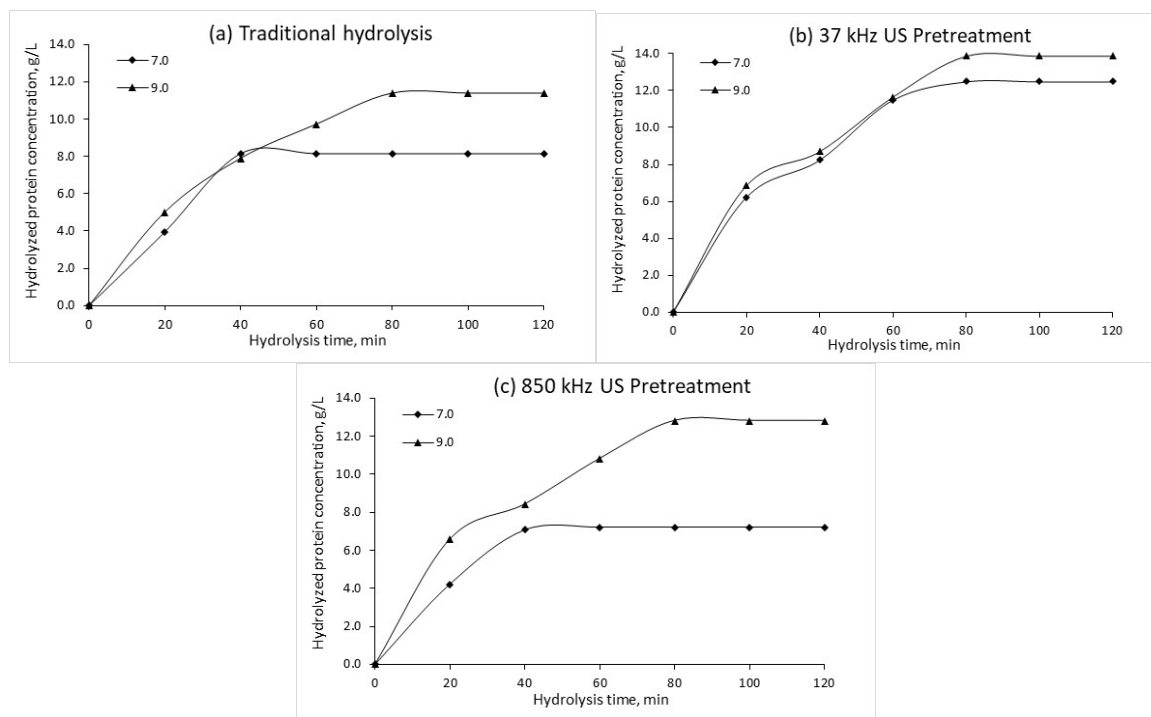 (a) Traditional hydrolysis
Hydrolyzed protein concentration, g/L
14.0
12.0
10.0
8.0
6.0
4.0
2.0
0.0
7.0
9.0
0 20 40 60 80 100 120
Hydrolysis time, min
(b) 37 kHz US Pretreatment
Hydrolyzed protein concentration, g/L
14.0
12.0
10.0
8.0
6.0
4.0
2.0
0.0
7.0
9.0
0 20 40 60 80 100 120
Hydrolysis time, min
(c) 850 kHz US Pretreatment
Hydrolyzed protein concentration, g/L
14.0
12.0
10.0
8.0
6.0
4.0
2.0
0.0
7.0
9.0
0 20 40 60 80 100 120
Hydrolysis time, min